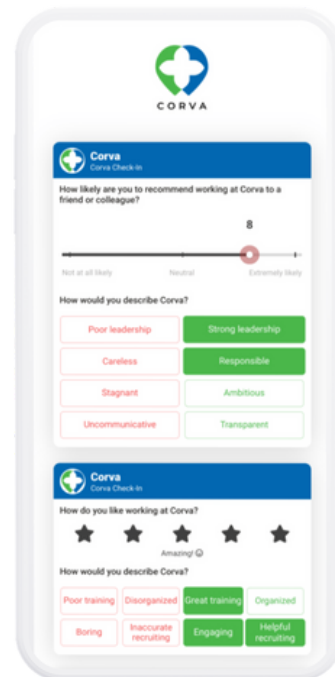 CORVA
Corva
Corva Check-In
How likely are you to recommend working at Corva to a
friend or colleague?
8
Not at all likely Neutral Extremely likely
How would you describe Corva?
Poor leadership Strong leadership
Careless Responsible
Stagnant Ambitious
Uncommunicative Transparent
Corva
Corva Check-In
How do you like working at Corva?
Amazing!
How would you describe Corva?
Poor training Disorganized Great training Organized
Boring Inaccurate recruiting Engaging Helpful recruiting